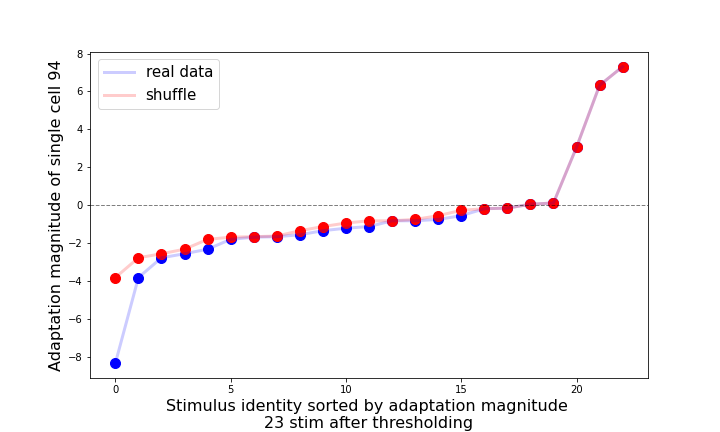 real data
shuffle
Adaptation magnitude of single cell 94
8
6
4
2
0
−2
−4
−6
−8
0
5
10
15
20
Stimulus identity sorted by adaptation magnitude
23 stim after thresholding